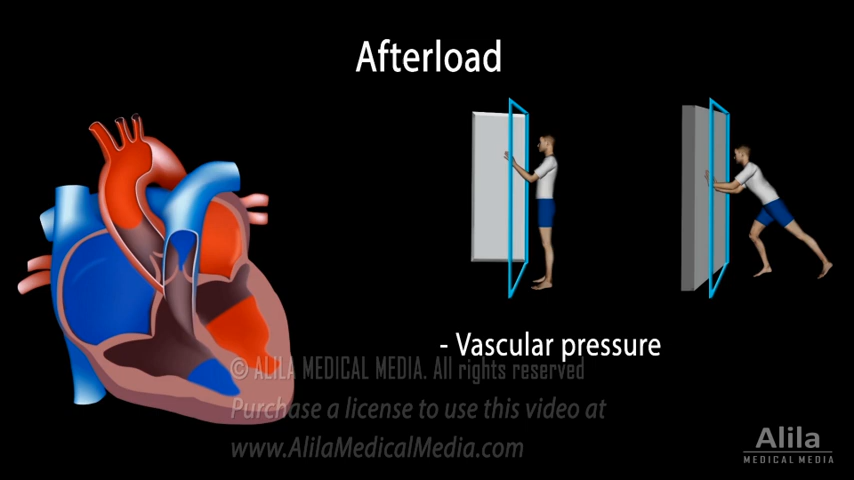 Afterload
- Vascular pressure
© ALILA MEDICAL MEDIA. All rights reserved
Purchase a license to use this video at
www.AlilaMedicalMedia.com
Alila
MEDICAL MEDIA